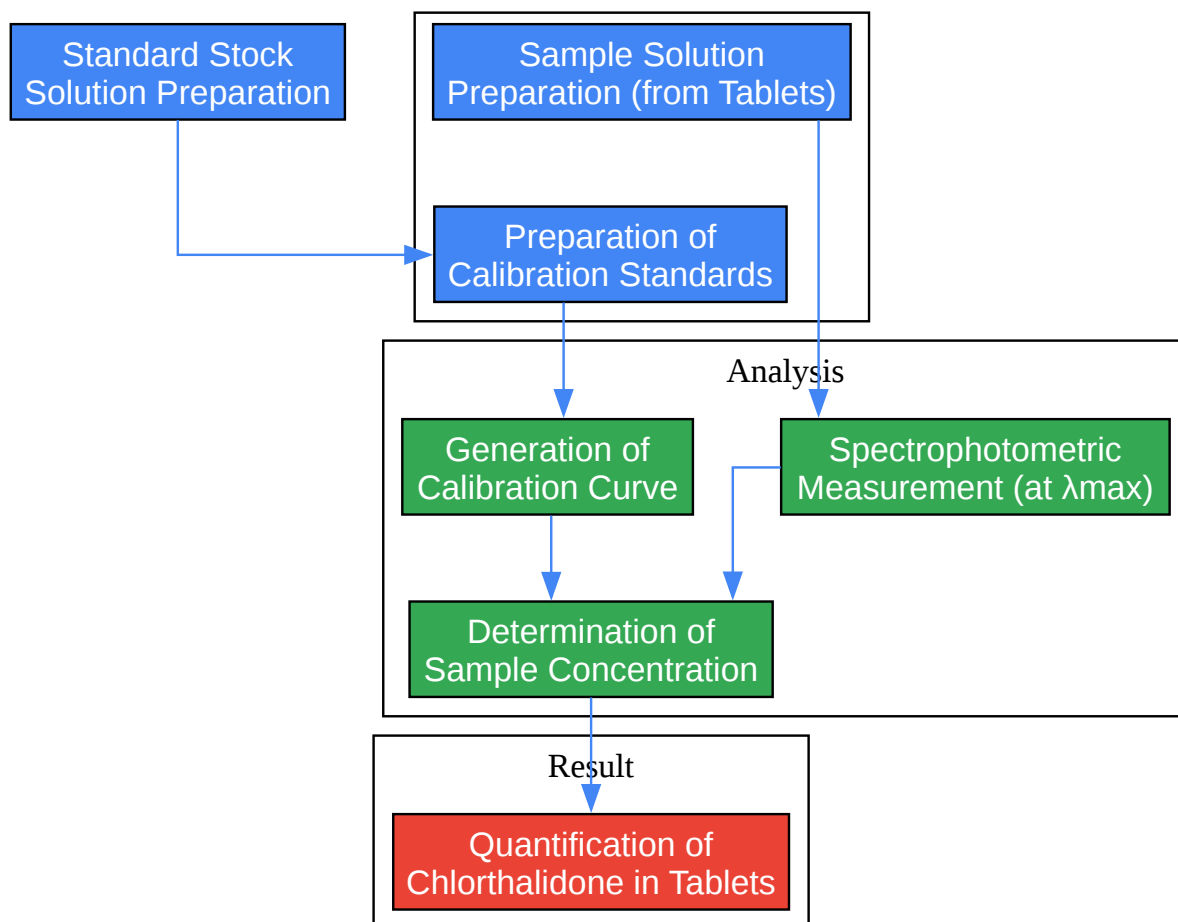 Standard Stock
Solution Preparation
Sample Solution
Preparation (from Tablets)
Preparation of
Calibration Standards
Analysis
Generation of
Calibration Curve
Spectrophotometric
Measurement (at λmax)
Determination of
Sample Concentration
Result
Quantification of
Chlorthalidone in Tablets